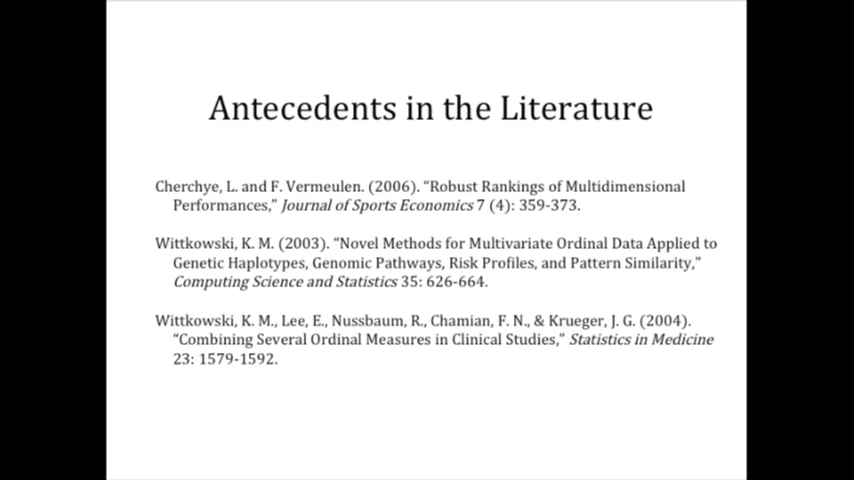 Antecedents in the Literature
Cherchye, L. and F. Vermeulen. (2006). “Robust Rankings of Multidimensional
Performances,” Journal of Sports Economics 7 (4): 359-373.
Wittkowski, K. M. (2003). “Novel Methods for Multivariate Ordinal Data Applied to
Genetic Haplotypes, Genomic Pathways, Risk Profiles, and Pattern Similarity,”
Computing Science and Statistics 35: 626-664.
Wittkowski, K. M., Lee, E., Nussbaum, R., Chamian, F. N., & Krueger, J. G. (2004).
“Combining Several Ordinal Measures in Clinical Studies,” Statistics in Medicine
23: 1579-1592.